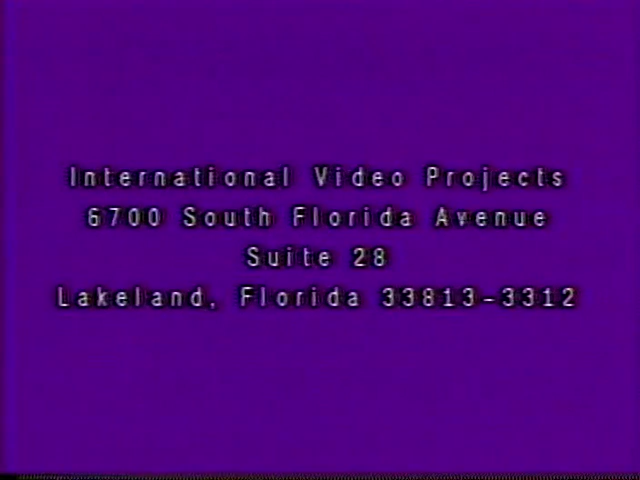 International Video Projects
6700 South Florida Avenue
Suite 28
Lakeland, Florida 33813-3312